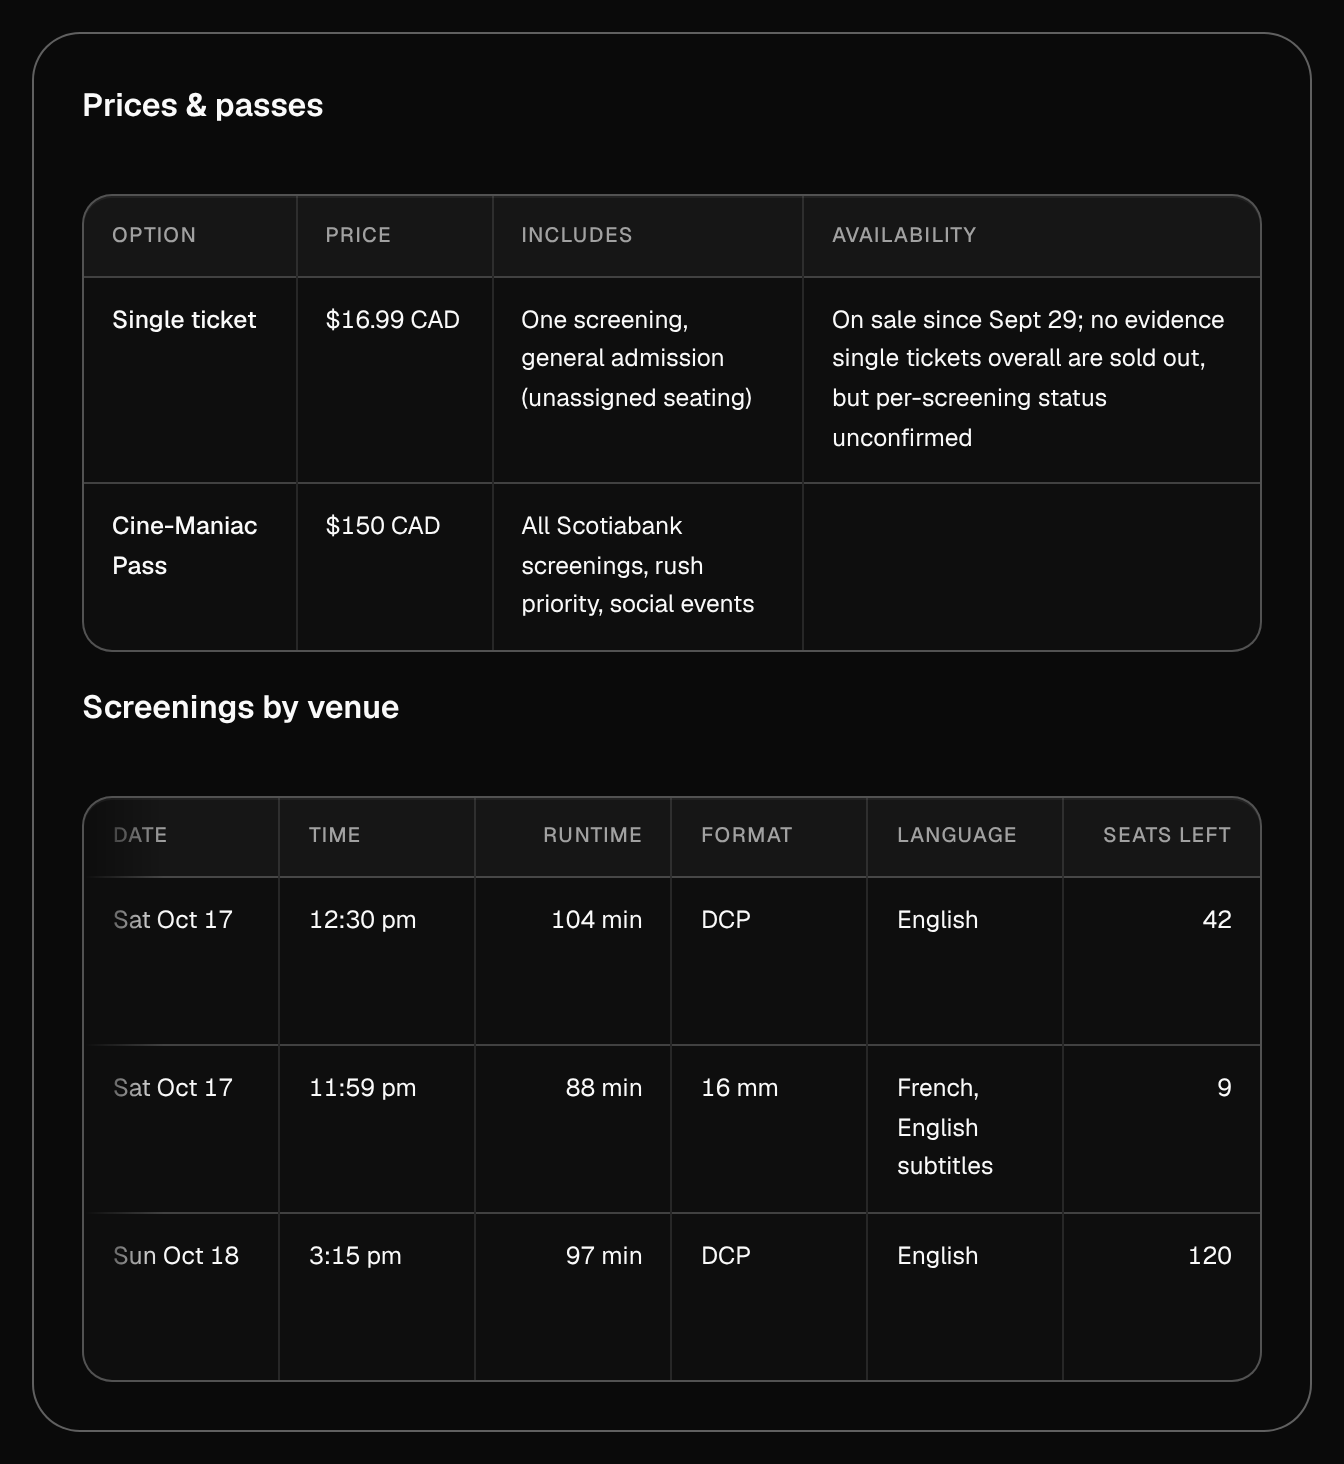 Prices & passes
OPTION PRICE INCLUDES AVAILABILITY
Single ticket $16.99 CAD One screening, On sale since Sept 29; no evidence
general admission single tickets overall are sold out,
(unassigned seating) but per-screening status
unconfirmed
Cine-Maniac $150 CAD All Scotiabank
Pass screenings, rush
priority, social events
Screenings by venue
DATE TIME RUNTIME FORMAT LANGUAGE SEATS LEFT
Sat Oct 17 12:30 pm 104 min DCP English 42
Sat Oct 17 11:59 pm 88 min 16 mm French, 9
English
subtitles
Sun Oct 18 3:15 pm 97 min DCP English 120